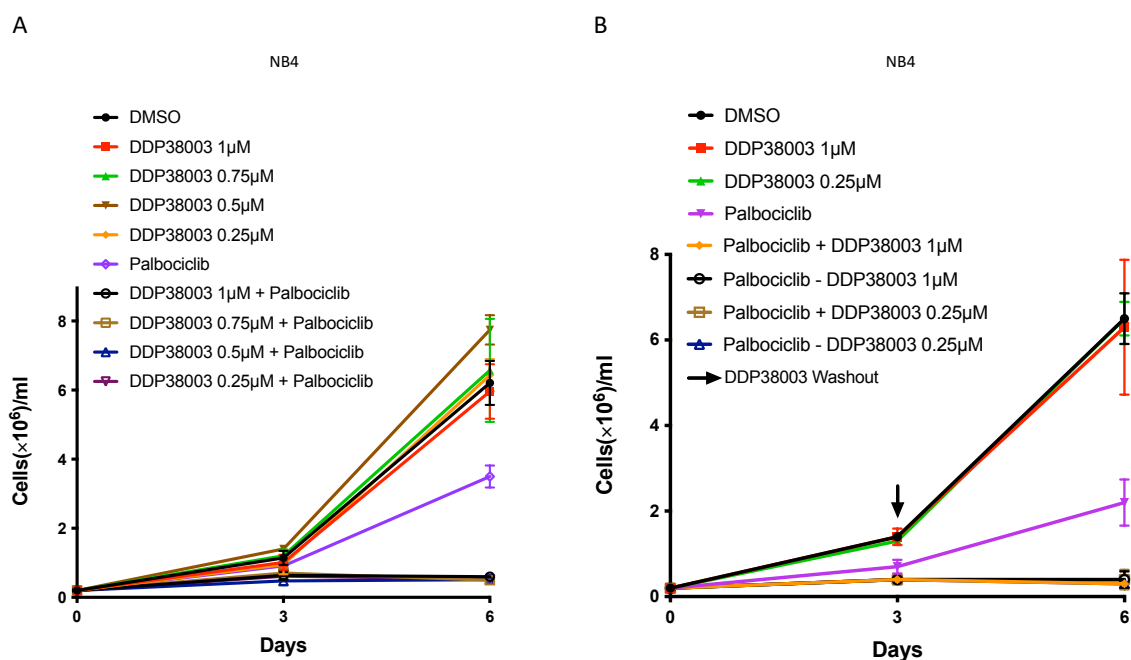 A
NB4
DMSO
DDP38003 1µM
DDP38003 0.75µM
DDP38003 0.5µM
DDP38003 0.25µM
Palbociclib
DDP38003 1µM + Palbociclib
DDP38003 0.75µM + Palbociclib
DDP38003 0.5µM + Palbociclib
DDP38003 0.25µM + Palbociclib
Cells(×10⁶)/ml
8
6
4
2
0
0
3
6
Days
B
NB4
DMSO
DDP38003 1µM
DDP38003 0.25µM
Palbociclib
Palbociclib + DDP38003 1µM
Palbociclib - DDP38003 1µM
Palbociclib + DDP38003 0.25µM
Palbociclib - DDP38003 0.25µM
DDP38003 Washout
Cells(×10⁶)/ml
8
6
4
2
0
0
3
6
Days